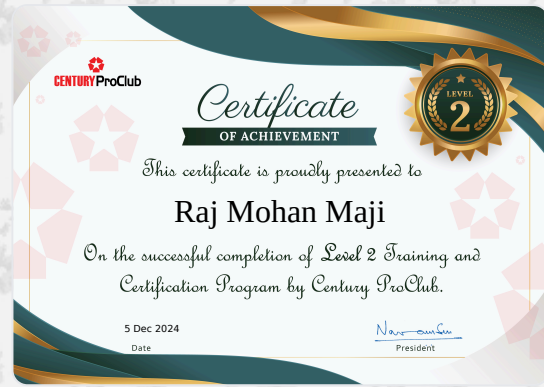 CENTURY ProClub
Certificate
OF ACHIEVEMENT
LEVEL
2
This certificate is proudly presented to
Raj Mohan Maji
On the successful completion of Level 2 Training and
Certification Program by Century ProClub.
5 Dec 2024
Date
President